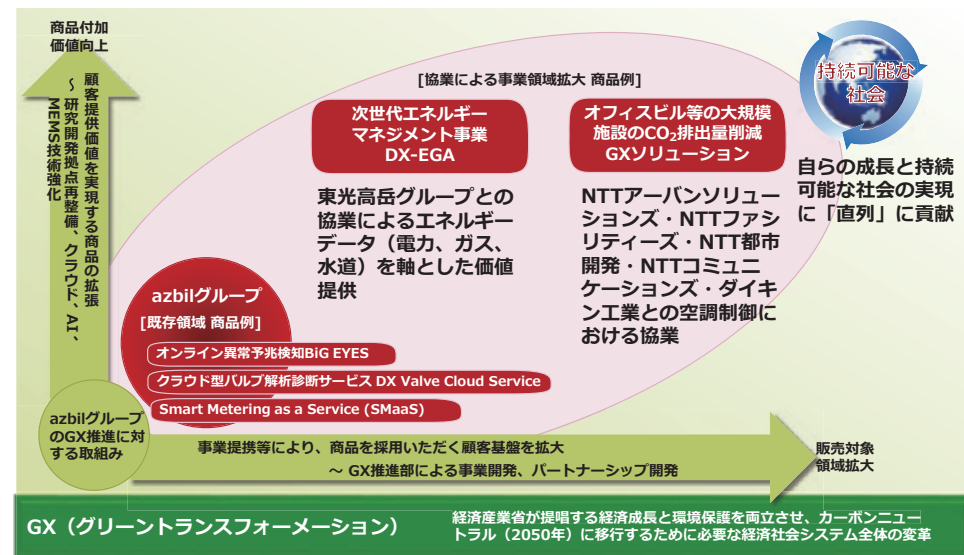 商品付加
価値向上
顧客提供価値を実現する商品の拡張
～ 研究開発拠点再整備、クラウド、AI、
MEMS技術強化
[協業による事業領域拡大 商品例]
次世代エネルギー
マネジメント事業
DX-EGA
東光高岳グループとの
協業によるエネルギー
データ（電力、ガス、
水道）を軸とした価値
提供
オフィスビル等の大規模
施設のCO₂排出量削減
GXソリューション
NTTアーバンソリュー
ションズ・NTTファシ
リティーズ・NTT都市
開発・NTTコミュニ
ケーションズ・ダイキ
ン工業との空調制御に
おける協業
持続可能な
社会
自らの成長と持続
可能な社会の実現
に「直列」に貢献
azbilグループ
[既存領域 商品例]
オンライン異常予兆検知BiG EYES
クラウド型バルブ解析診断サービス DX Valve Cloud Service
Smart Metering as a Service (SMaaS)
azbilグループ
のGX推進に対
する取組み
事業提携等により、商品を採用いただく顧客基盤を拡大
～ GX推進部による事業開発、パートナーシップ開発
販売対象
領域拡大
GX（グリーントランスフォーメーション）
経済産業省が提唱する経済成長と環境保護を両立させ、カーボンニュー
トラル（2050年）に移行するために必要な経済社会システム全体の変革